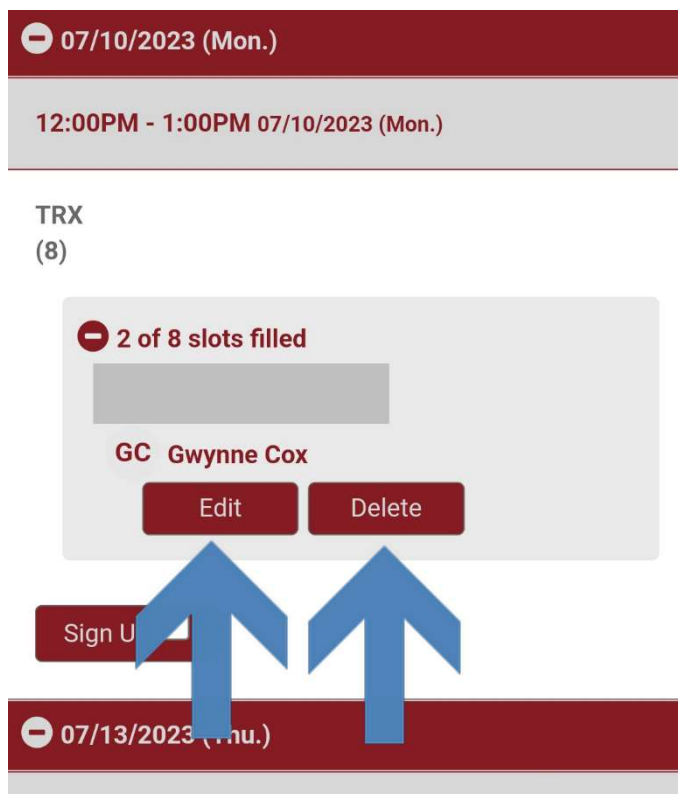 07/10/2023 (Mon.)
12:00PM - 1:00PM 07/10/2023 (Mon.)
TRX
(8)
2 of 8 slots filled
GC Gwynne Cox
Edit Delete
Sign
07/13/2023